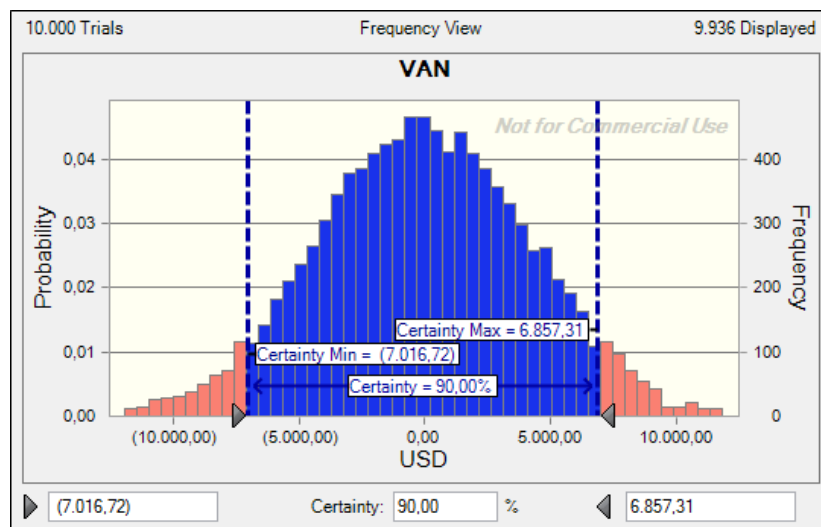 10.000 Trials Frequency View 9.936 Displayed
VAN
Not for Commercial Use
Probability
0,04
0,03
0,02
0,01
0,00
400
300
200
100
0
Frequency
Certainty Max = 6.857,31
Certainty Min = (7.016,72)
Certainty = 90,00%
(10.000,00) (5.000,00) 0,00 5.000,00 10.000,00
USD
(7.016,72) Certainty: 90,00 % 6.857,31